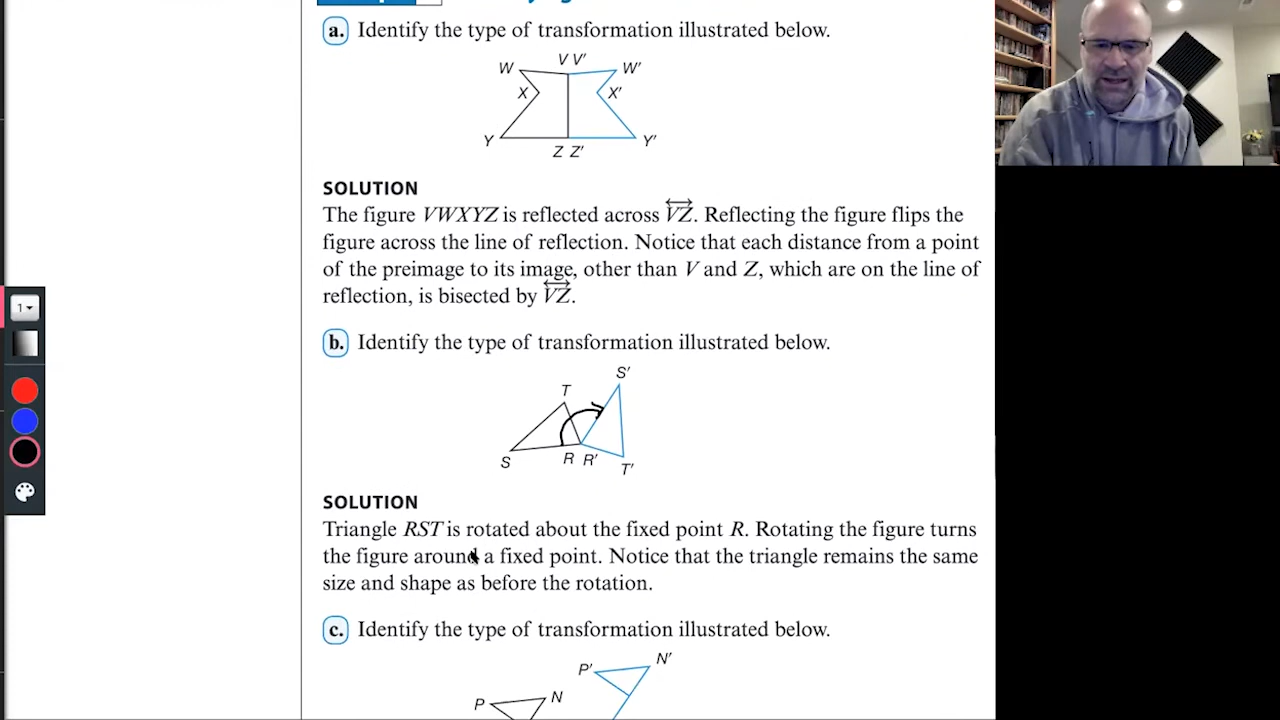 a. Identify the type of transformation illustrated below.
W V V′ W′
X X′
Y Y′
Z Z′
SOLUTION
The figure VWXYZ is reflected across VZ. Reflecting the figure flips the
figure across the line of reflection. Notice that each distance from a point
of the preimage to its image, other than V and Z, which are on the line of
reflection, is bisected by VZ.
1
b. Identify the type of transformation illustrated below.
S′
T
S R R′ T′
SOLUTION
Triangle RST is rotated about the fixed point R. Rotating the figure turns
the figure around a fixed point. Notice that the triangle remains the same
size and shape as before the rotation.
c. Identify the type of transformation illustrated below.
P′ N′
P N